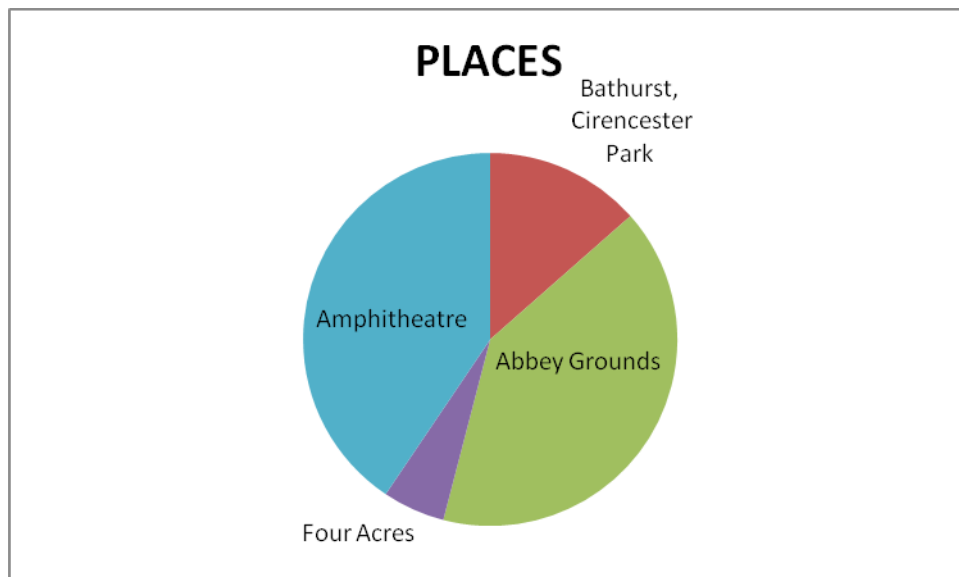 PLACES
Bathurst,
Cirencester
Park
Amphitheatre
Abbey Grounds
Four Acres